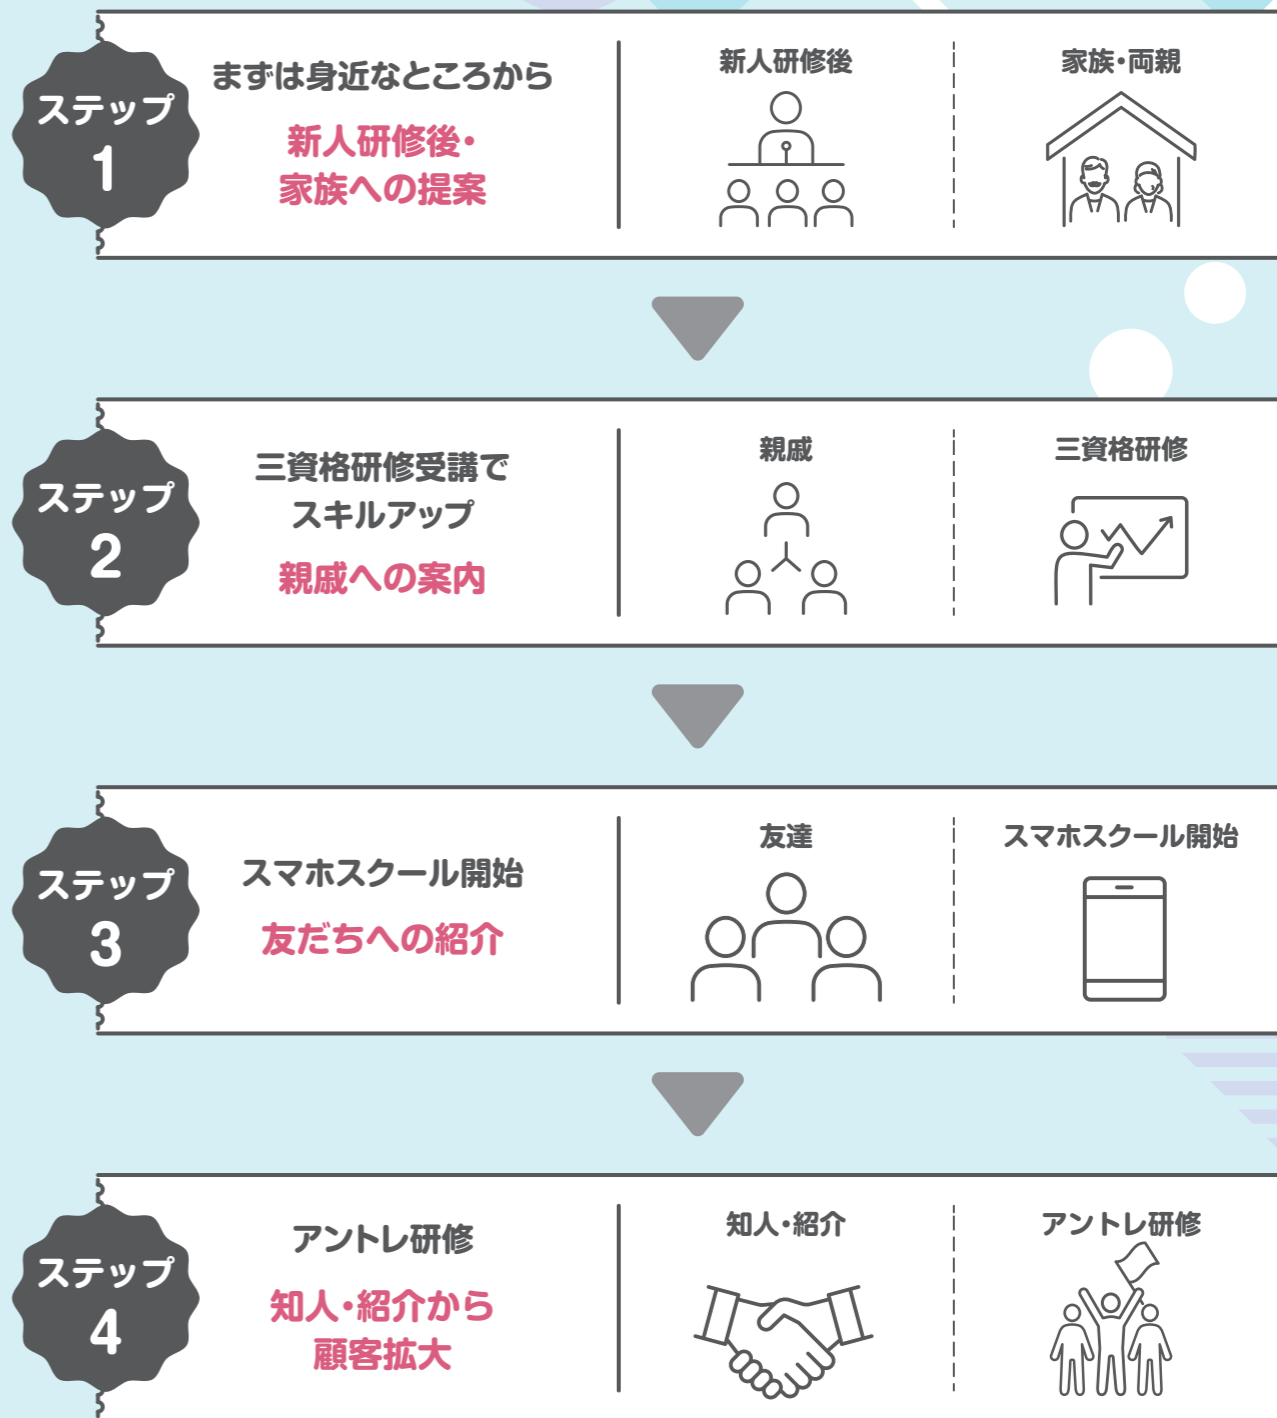 ステップ
1
まずは身近なところから
新人研修後・
家族への提案
新人研修後
家族・両親
ステップ
2
三資格研修受講で
スキルアップ
親戚への案内
親戚
三資格研修
ステップ
3
スマホスクール開始
友だちへの紹介
友達
スマホスクール開始
ステップ
4
アントレ研修
知人・紹介から
顧客拡大
知人・紹介
アントレ研修